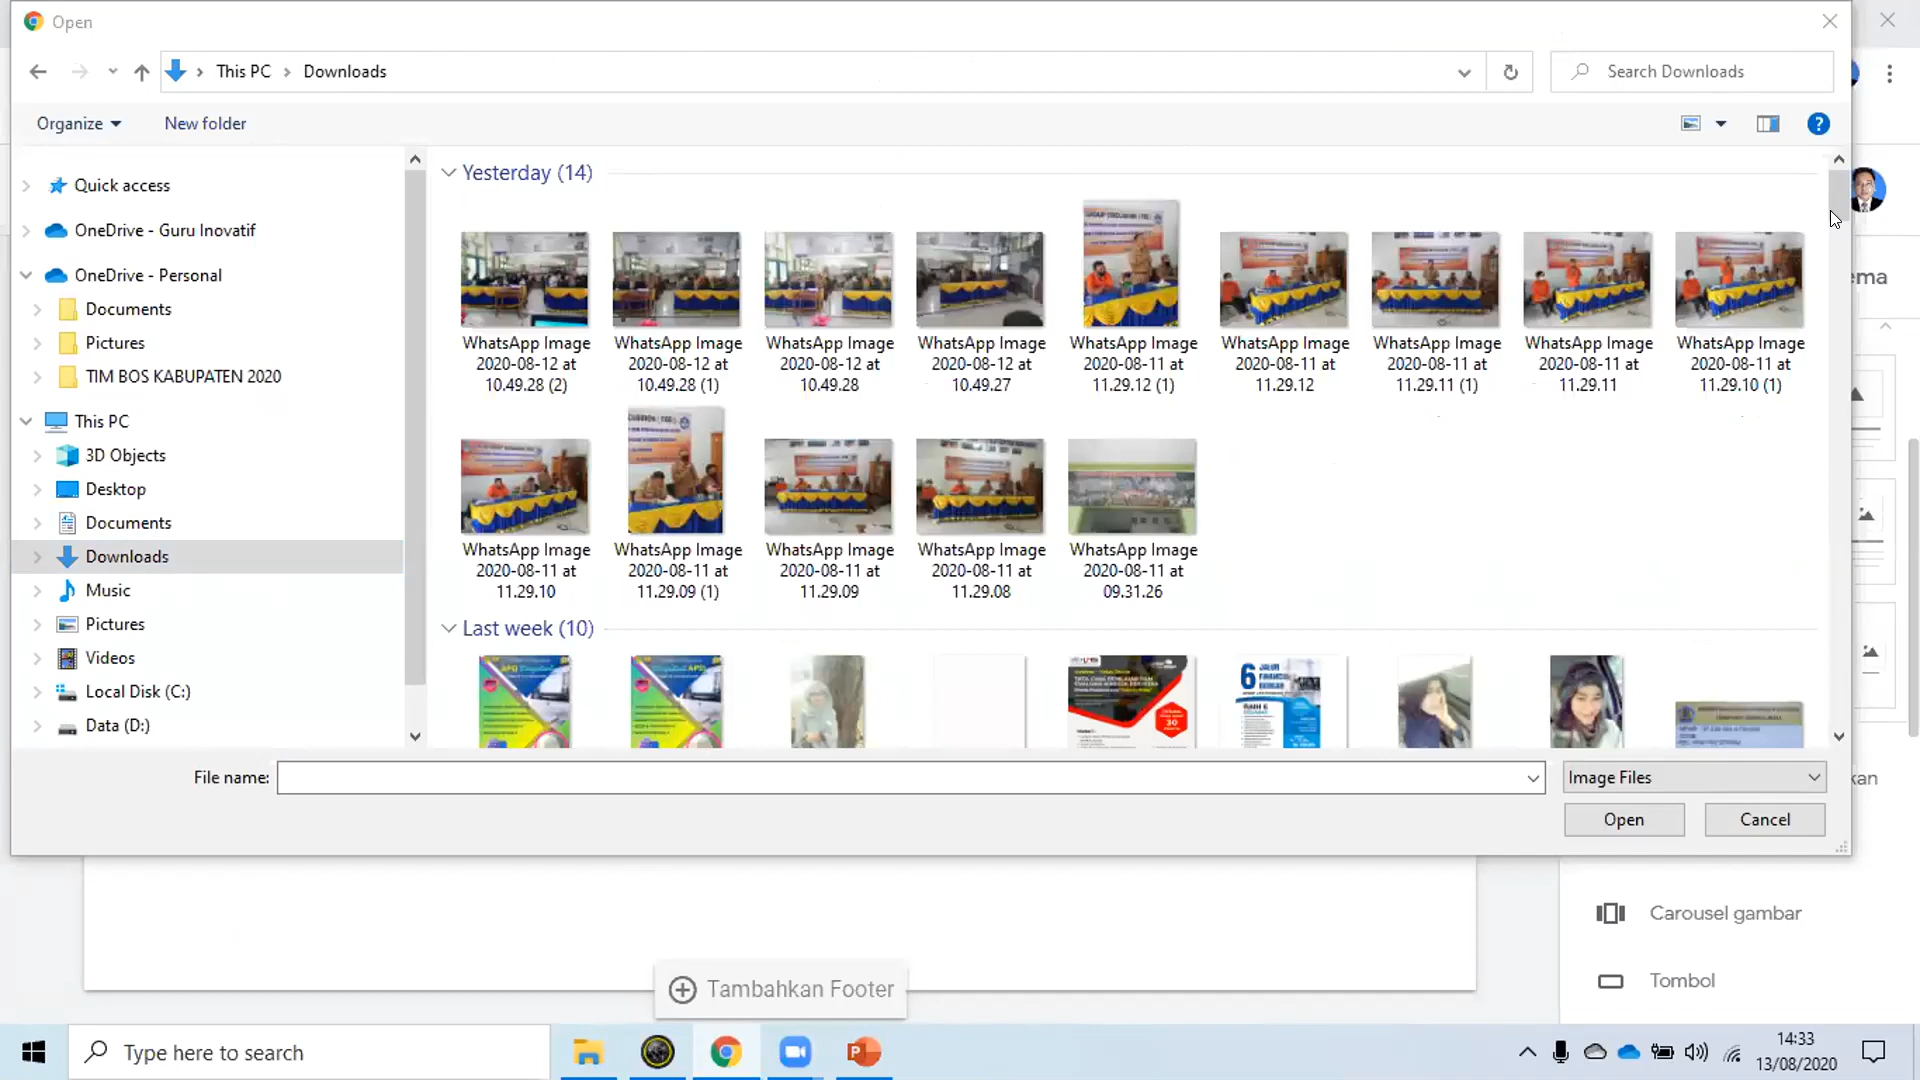 Open
This PC > Downloads
Search Downloads
Organize
New folder
Quick access
OneDrive - Guru Inovatif
OneDrive - Personal
Documents
Pictures
TIM BOS KABUPATEN 2020
This PC
3D Objects
Desktop
Documents
Downloads
Music
Pictures
Videos
Local Disk (C:)
Data (D:)
Yesterday (14)
WhatsApp Image
2020-08-12 at
10.49.28 (2)
WhatsApp Image
2020-08-12 at
10.49.28 (1)
WhatsApp Image
2020-08-12 at
10.49.28
WhatsApp Image
2020-08-12 at
10.49.27
WhatsApp Image
2020-08-11 at
11.29.12 (1)
WhatsApp Image
2020-08-11 at
11.29.12
WhatsApp Image
2020-08-11 at
11.29.11 (1)
WhatsApp Image
2020-08-11 at
11.29.11
WhatsApp Image
2020-08-11 at
11.29.10 (1)
WhatsApp Image
2020-08-11 at
11.29.10
WhatsApp Image
2020-08-11 at
11.29.09 (1)
WhatsApp Image
2020-08-11 at
11.29.09
WhatsApp Image
2020-08-11 at
11.29.08
WhatsApp Image
2020-08-11 at
09.31.26
Last week (10)
6
File name:
Image Files
Open
Cancel
ema
kan
Carousel gambar
Tombol
Tambahkan Footer
Type here to search
14:33
13/08/2020